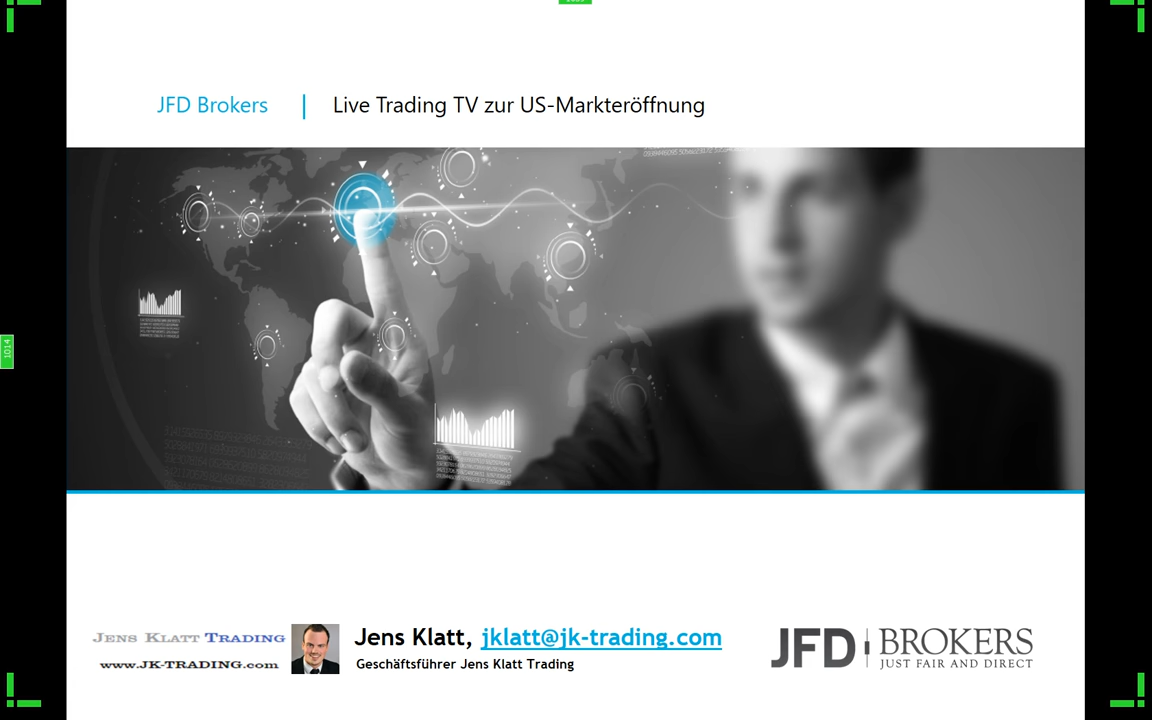 JFD Brokers | Live Trading TV zur US-Markteröffnung
JENS KLATT TRADING
www.JK-TRADING.com
Jens Klatt, jklatt@jk-trading.com
Geschäftsführer Jens Klatt Trading
JFD | BROKERS
JUST FAIR AND DIRECT
1014